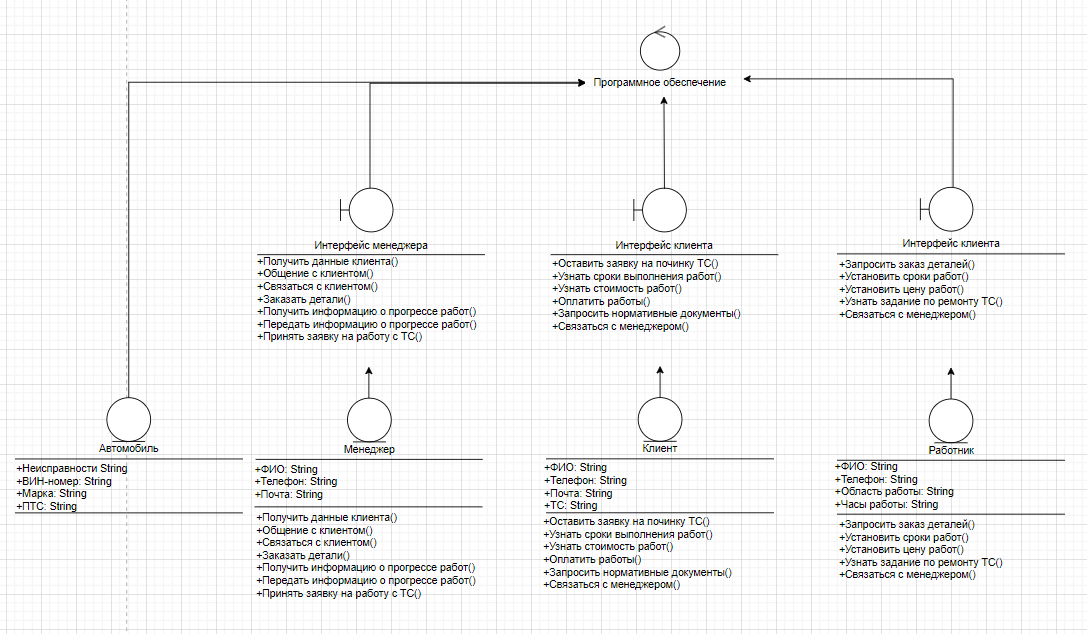 Программное обеспечение
Интерфейс менеджера
+Получить данные клиента()
+Общение с клиентом()
+Связаться с клиентом()
+Заказать детали()
+Получить информацию о прогрессе работ()
+Передать информацию о прогрессе работ()
+Принять заявку на работу с ТС()
Интерфейс клиента
+Оставить заявку на починку ТС()
+Узнать сроки выполнения работ()
+Узнать стоимость работ()
+Оплатить работы()
+Запросить нормативные документы()
+Связаться с менеджером()
Интерфейс клиента
+Запросить заказ деталей()
+Установить сроки работ()
+Установить цену работ()
+Узнать задание по ремонту ТС()
+Связаться с менеджером()
Автомобиль
+Неисправности String
+ВИН-номер: String
+Марка: String
+ПТС: String
Менеджер
+ФИО: String
+Телефон: String
+Почта: String
+Получить данные клиента()
+Общение с клиентом()
+Связаться с клиентом()
+Заказать детали()
+Получить информацию о прогрессе работ()
+Передать информацию о прогрессе работ()
+Принять заявку на работу с ТС()
Клиент
+ФИО: String
+Телефон: String
+Почта: String
+ТС: String
+Оставить заявку на починку ТС()
+Узнать сроки выполнения работ()
+Узнать стоимость работ()
+Оплатить работы()
+Запросить нормативные документы()
+Связаться с менеджером()
Работник
+ФИО: String
+Телефон: String
+Область работы: String
+Часы работы: String
+Запросить заказ деталей()
+Установить сроки работ()
+Установить цену работ()
+Узнать задание по ремонту ТС()
+Связаться с менеджером()